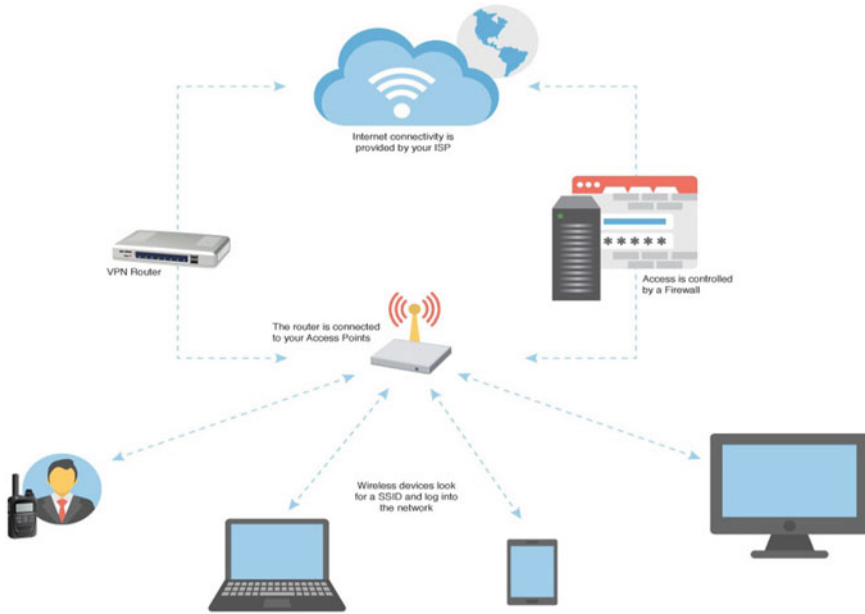 Internet connectivity is
provided by your ISP
VPN Router
*****
Access is controlled
by a Firewall
The router is connected
to your Access Points
Wireless devices look
for a SSID and log into
the network